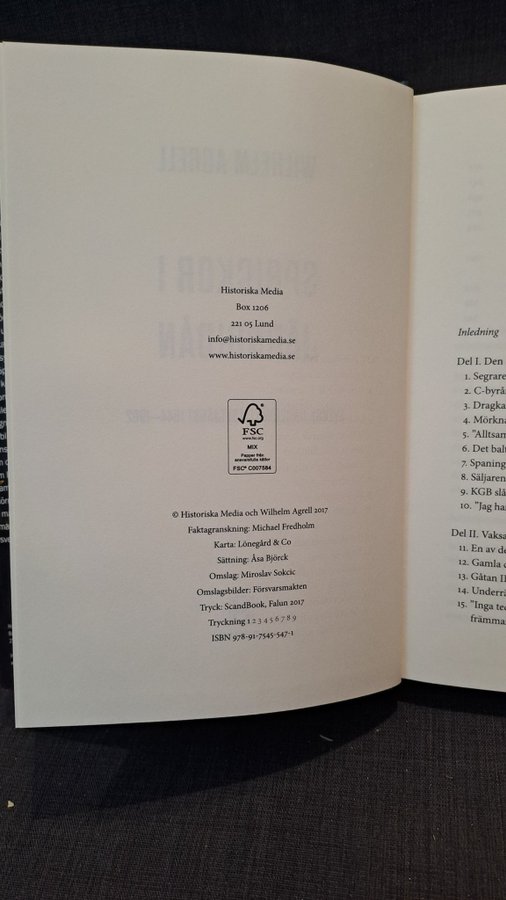 Historiska Media
Box 1206
221 05 Lund
info@historiskamedia.se
www.historiskamedia.se
FSC
www.fsc.org
MIX
Papper från
ansvarsfulla källor
FSC® C007584
© Historiska Media och Wilhelm Agrell 2017
Faktagranskning: Michael Fredholm
Karta: Lönegård & Co
Sättning: Åsa Björck
Omslag: Miroslav Sokcic
Omslagsbilder: Försvarsmakten
Tryck: ScandBook, Falun 2017
Tryckning 1 2 3 4 5 6 7 8 9
ISBN 978-91-7545-547-1
Inledning
Del I. Den
1. Segrare
2. C-byrå
3. Dragka
4. Mörkna
5. "Alltsam
6. Det balt
7. Spaning
8. Säljaren
9. KGB slå
10. "Jag har
Del II. Vaksa
11. En av de
12. Gamla
13. Gåtan II
14. Underrä
15. "Inga te
främma